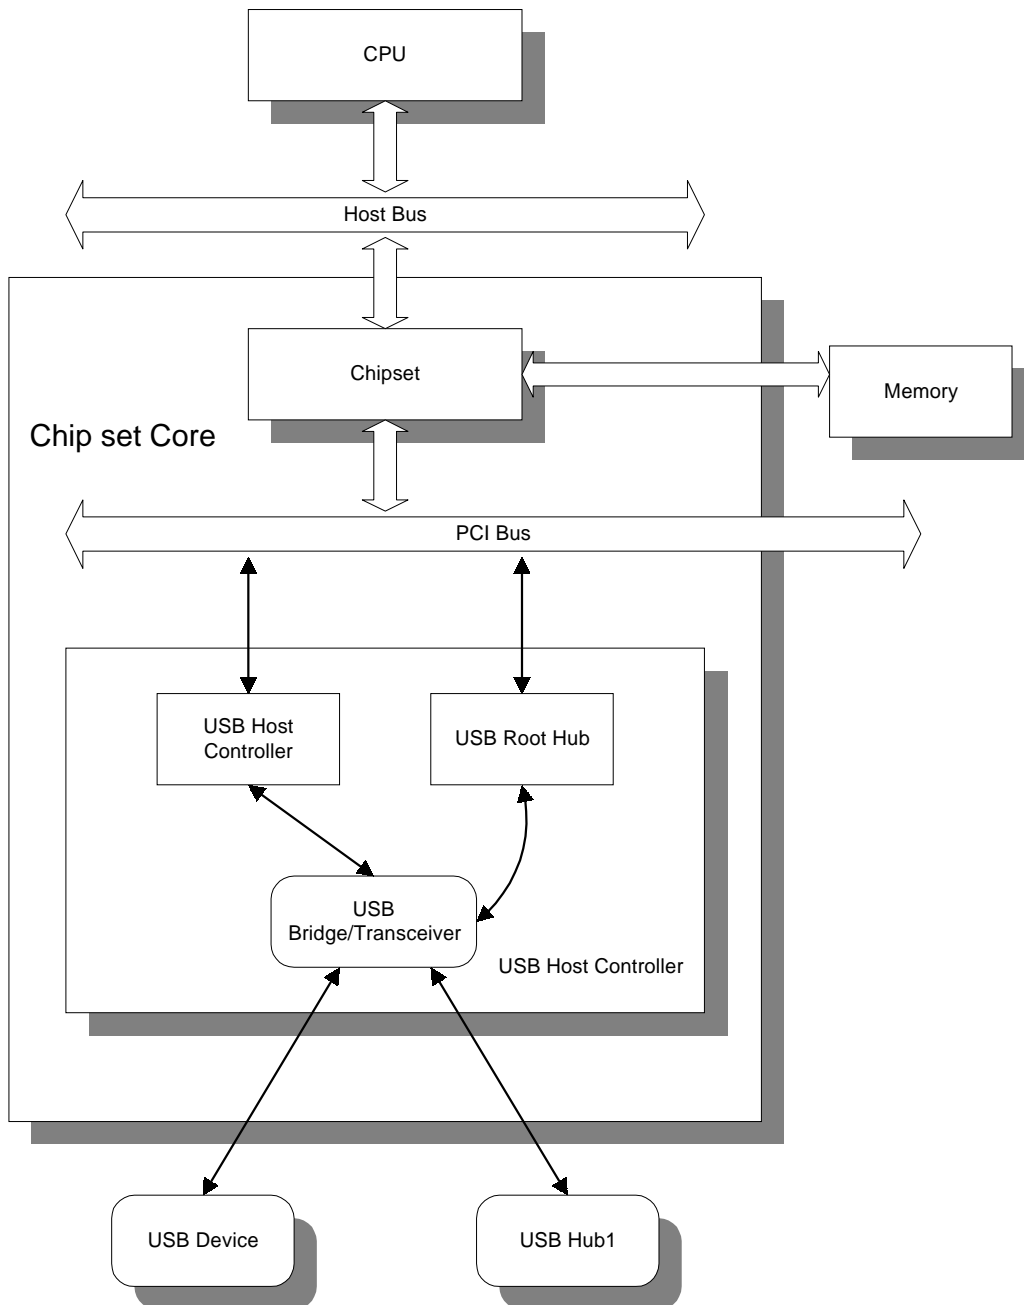 CPU
Host Bus
Chipset
Memory
Chip set Core
PCI Bus
USB Host
Controller
USB Root Hub
USB
Bridge/Transceiver
USB Host Controller
USB Device
USB Hub1